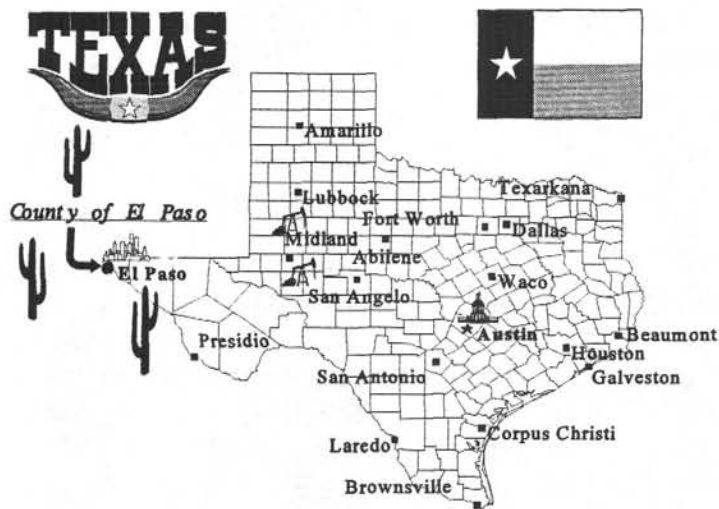 TEXAS
Amarillo
Texarkana
Lubbock
County of El Paso
Fort Worth
Dallas
Midland
Abilene
El Paso
Waco
San Angelo
Austin
Presidio
Beaumont
Houston
San Antonio
Galveston
Corpus Christi
Laredo
Brownsville